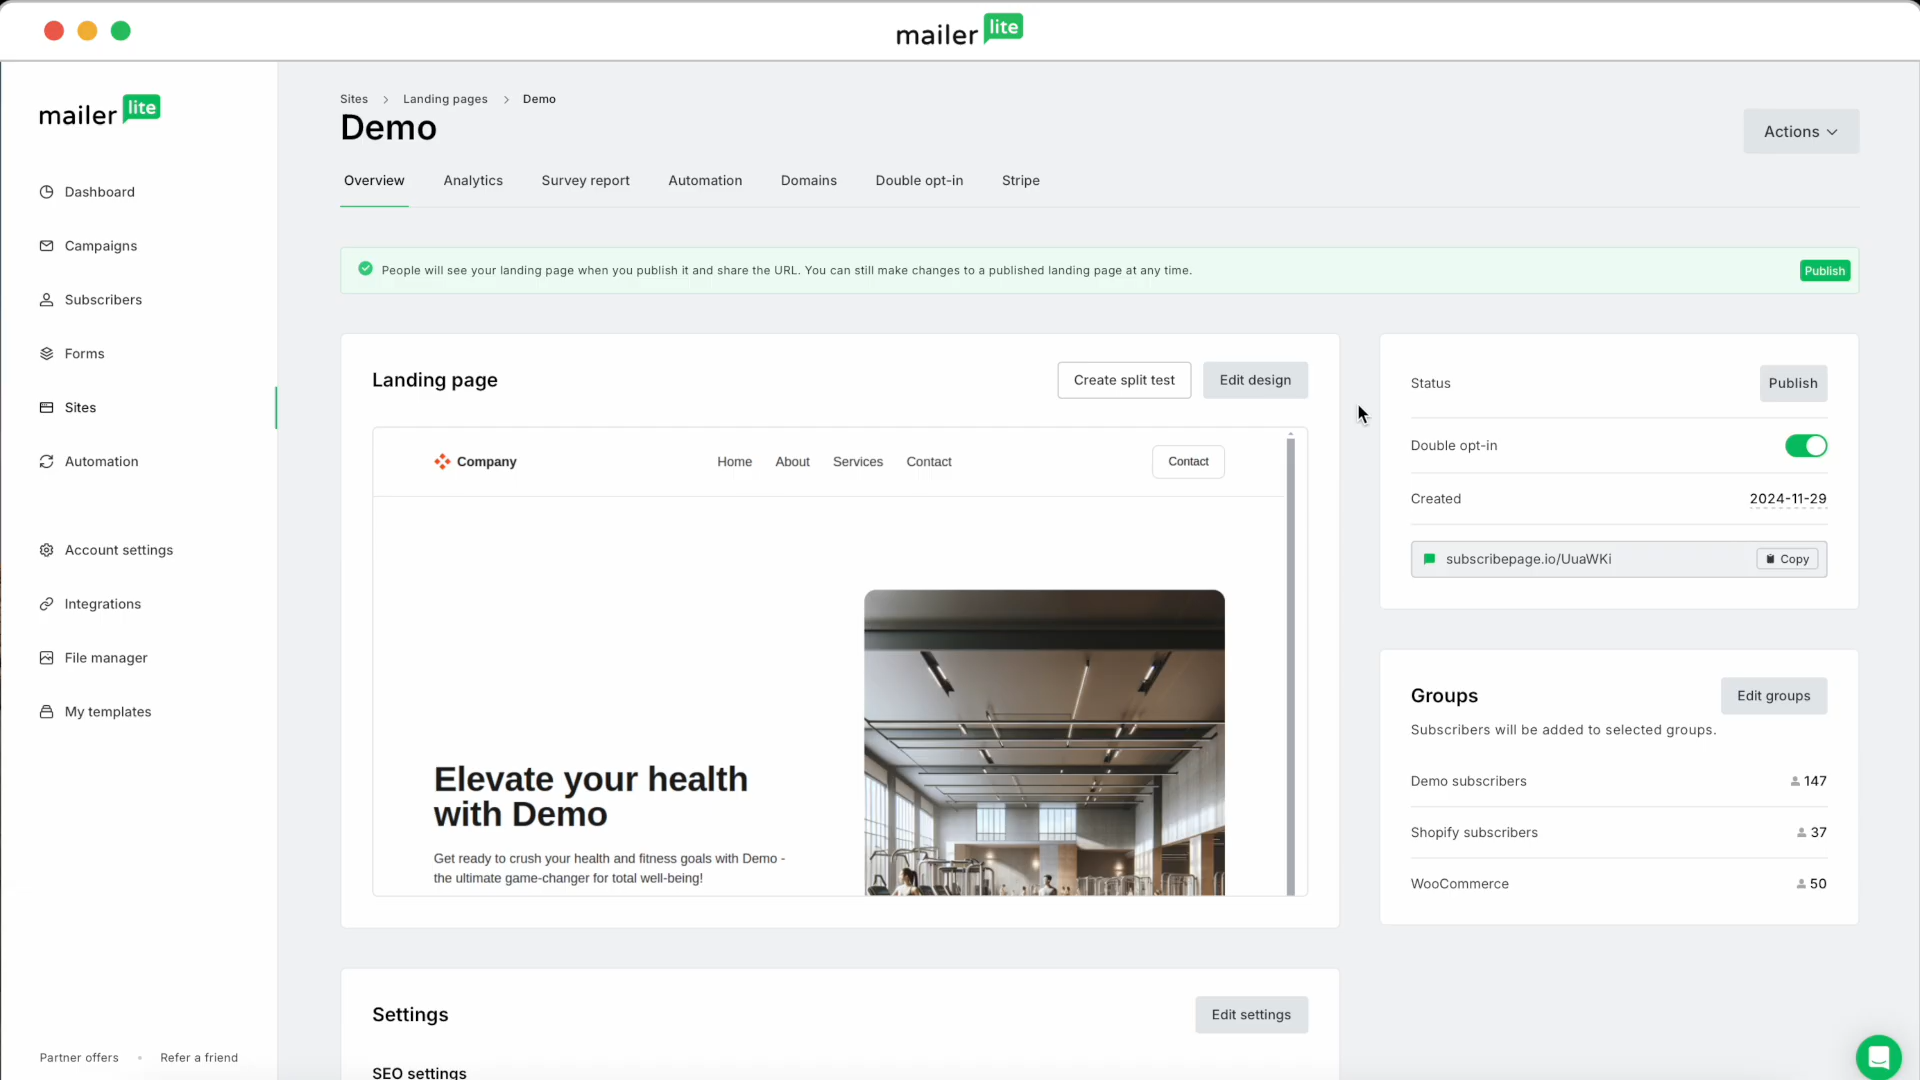 mailer lite
mailer lite
Dashboard
Campaigns
Subscribers
Forms
Sites
Automation
Account settings
Integrations
File manager
My templates
Partner offers • Refer a friend
Sites > Landing pages > Demo
Demo
Actions
Overview Analytics Survey report Automation Domains Double opt-in Stripe
People will see your landing page when you publish it and share the URL. You can still make changes to a published landing page at any time. Publish
Landing page Create split test Edit design
Company Home About Services Contact Contact
Elevate your health
with Demo
Get ready to crush your health and fitness goals with Demo -
the ultimate game-changer for total well-being!
Settings Edit settings
SEO settings
Status Publish
Double opt-in
Created 2024-11-29
subscribepage.io/UuaWKi Copy
Groups Edit groups
Subscribers will be added to selected groups.
Demo subscribers 147
Shopify subscribers 37
WooCommerce 50